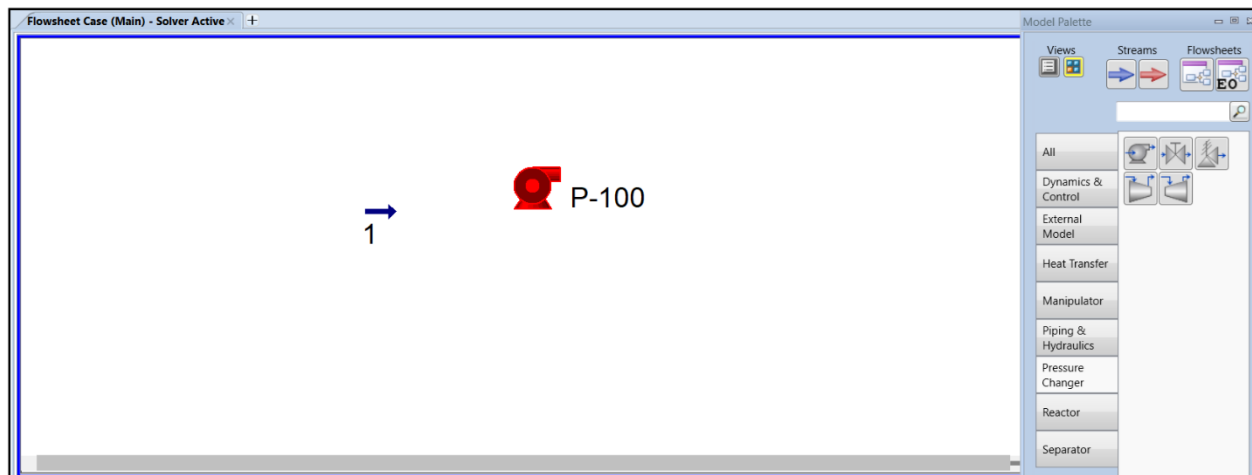 Flowsheet Case (Main) - Solver Active
Model Palette
Views
Streams
Flowsheets
EO
All
Dynamics &
Control
External
Model
Heat Transfer
Manipulator
Piping &
Hydraulics
Pressure
Changer
Reactor
Separator
P-100
1